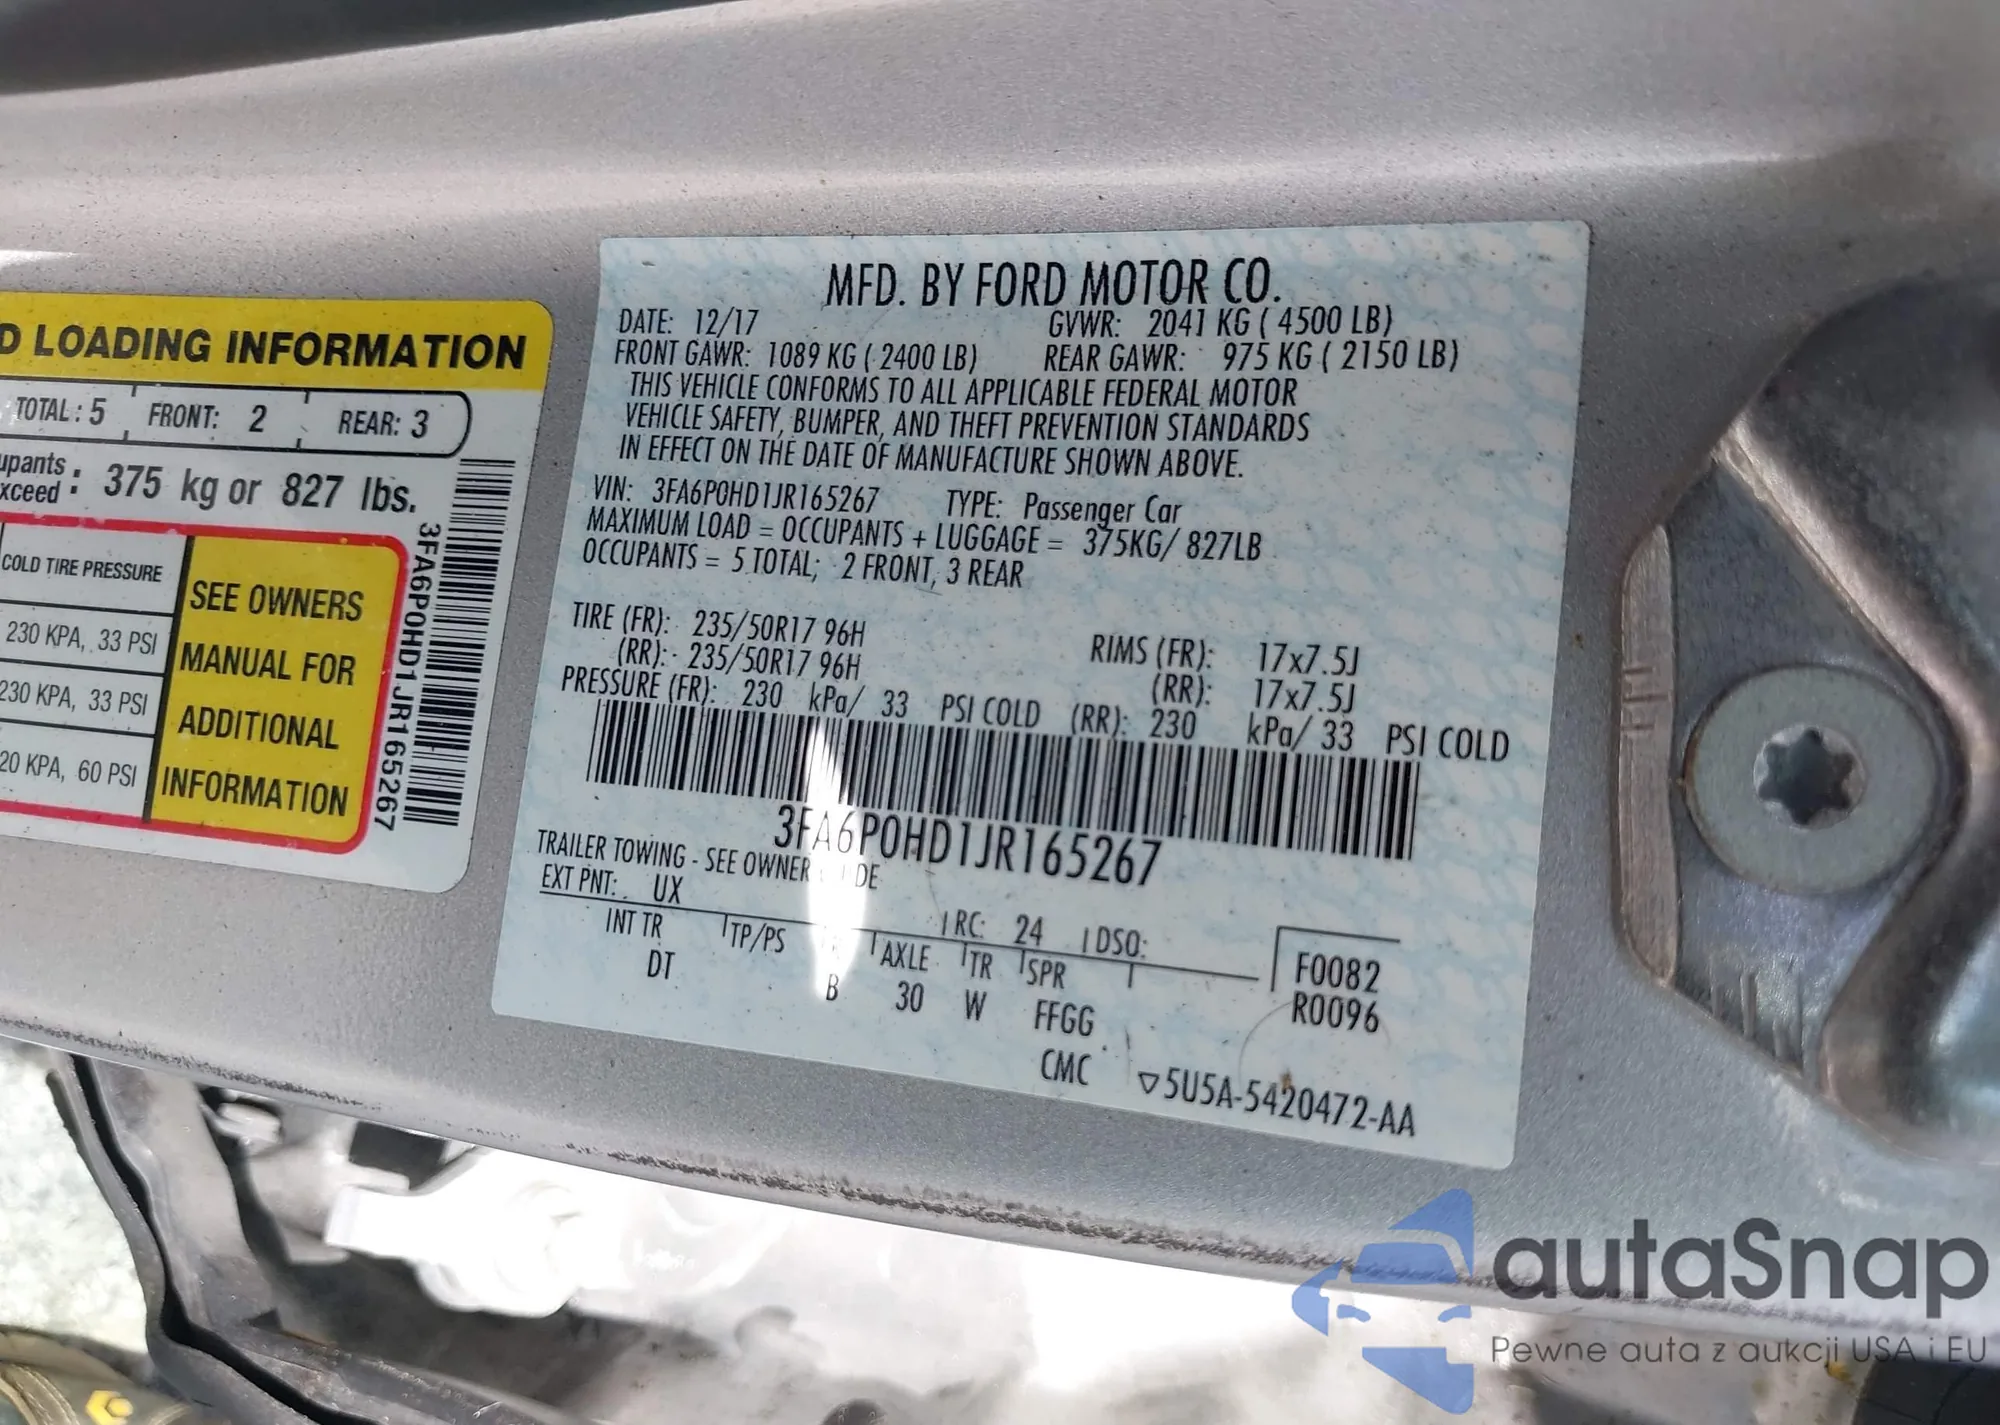 D LOADING INFORMATION
TOTAL: 5 FRONT: 2 REAR: 3
upants
xceed : 375 kg or 827 lbs.
COLD TIRE PRESSURE
230 KPA, 33 PSI
230 KPA, 33 PSI
20 KPA, 60 PSI
SEE OWNERS
MANUAL FOR
ADDITIONAL
INFORMATION
3FA6P0HD1JR165267
MFD. BY FORD MOTOR CO.
DATE: 12/17 GVWR: 2041 KG ( 4500 LB)
FRONT GAWR: 1089 KG ( 2400 LB) REAR GAWR: 975 KG ( 2150 LB)
THIS VEHICLE CONFORMS TO ALL APPLICABLE FEDERAL MOTOR
VEHICLE SAFETY, BUMPER, AND THEFT PREVENTION STANDARDS
IN EFFECT ON THE DATE OF MANUFACTURE SHOWN ABOVE.
VIN: 3FA6P0HD1JR165267 TYPE: Passenger Car
MAXIMUM LOAD = OCCUPANTS + LUGGAGE = 375KG/ 827LB
OCCUPANTS = 5 TOTAL; 2 FRONT, 3 REAR
TIRE (FR): 235/50R17 96H RIMS (FR): 17x7.5J
(RR): 235/50R17 96H (RR): 17x7.5J
PRESSURE (FR): 230 kPa/ 33 PSI COLD (RR): 230 kPa/ 33 PSI COLD
3FA6P0HD1JR165267
TRAILER TOWING - SEE OWNER
EXT PNT: UX RC: 24 DSO:
INT TR TP/PS AXLE TR SPR
DT B 30 W FFGG
CMC
F0082
R0096
▽5U5A-5420472-AA
autaSnap
Pewne auta z aukcji USA i EU